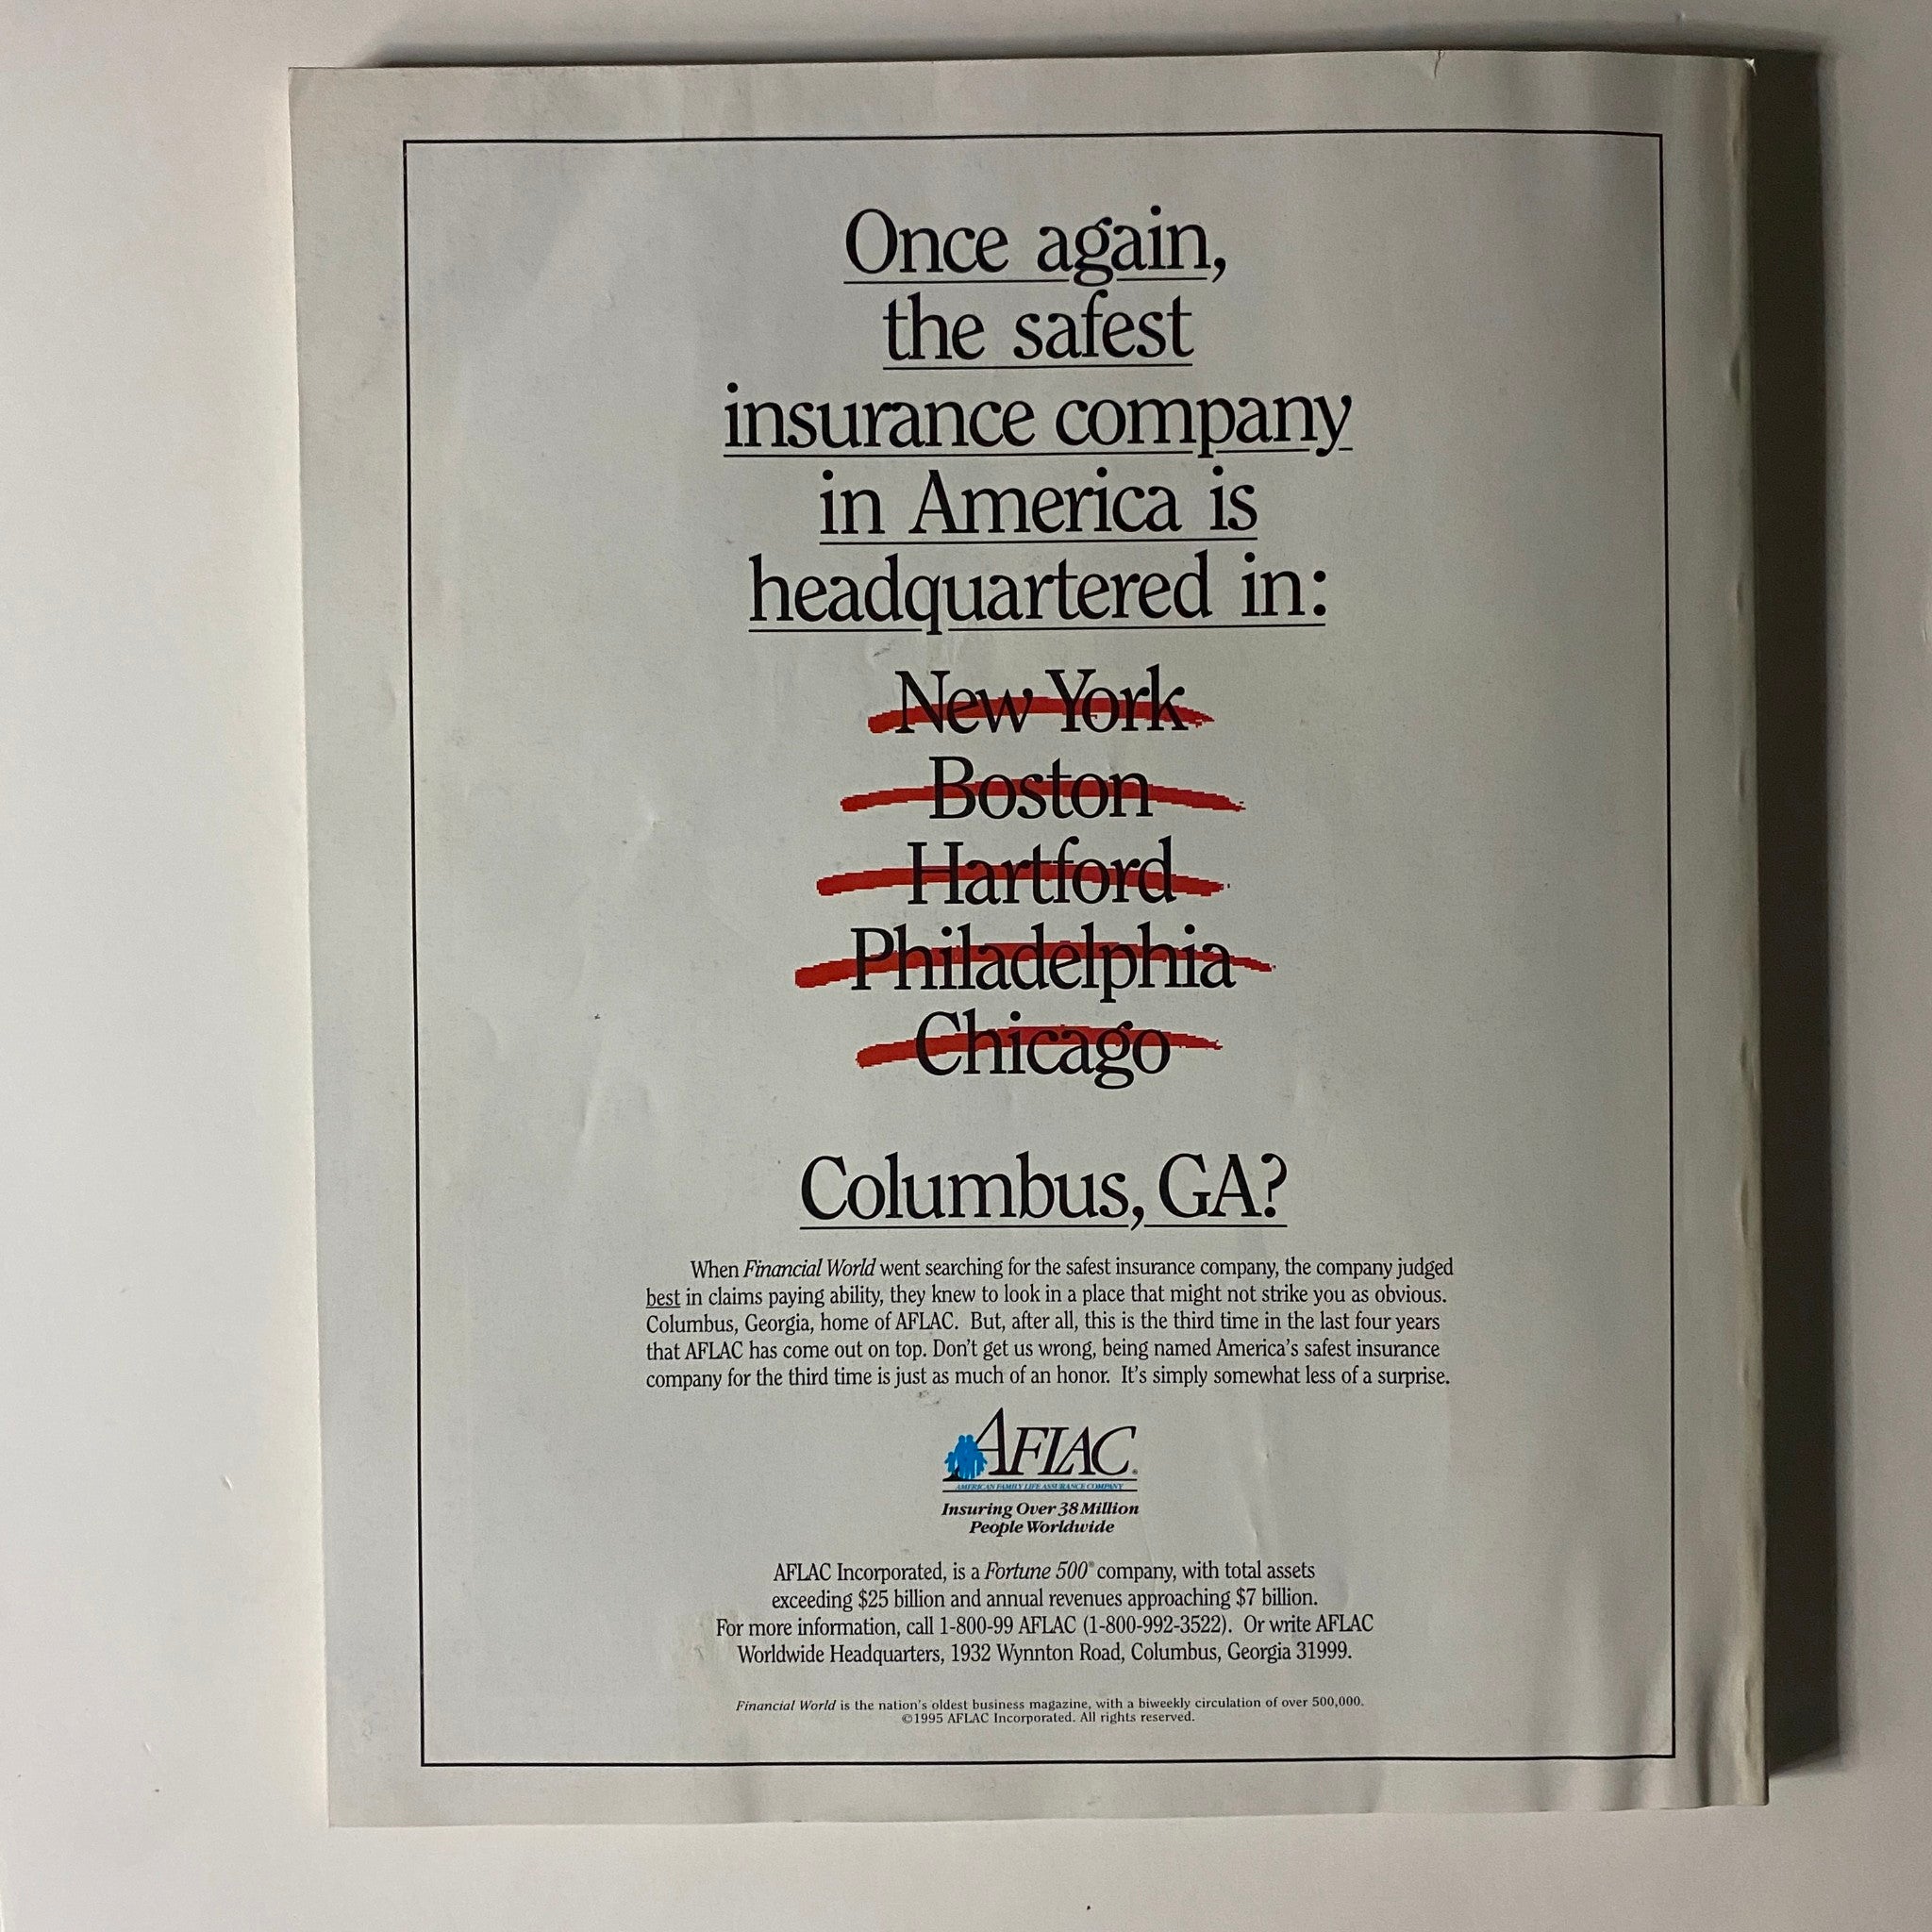 Once again,
the safest
insurance company
in America is
headquartered in:
New York
Boston
Hartford
Philadelphia
Chicago
Columbus, GA?
When Financial World went searching for the safest insurance company, the company judged
best in claims paying ability, they knew to look in a place that might not strike you as obvious.
Columbus, Georgia, home of AFLAC. But, after all, this is the third time in the last four years
that AFLAC has come out on top. Don't get us wrong, being named America's safest insurance
company for the third time is just as much of an honor. It's simply somewhat less of a surprise.
AFLAC®
AMERICAN FAMILY LIFE ASSURANCE COMPANY
Insuring Over 38 Million
People Worldwide
AFLAC Incorporated, is a Fortune 500® company, with total assets
exceeding $25 billion and annual revenues approaching $7 billion.
For more information, call 1-800-99 AFLAC (1-800-992-3522). Or write AFLAC
Worldwide Headquarters, 1932 Wynnton Road, Columbus, Georgia 31999.
Financial World is the nation's oldest business magazine, with a biweekly circulation of over 500,000.
©1995 AFLAC Incorporated. All rights reserved.